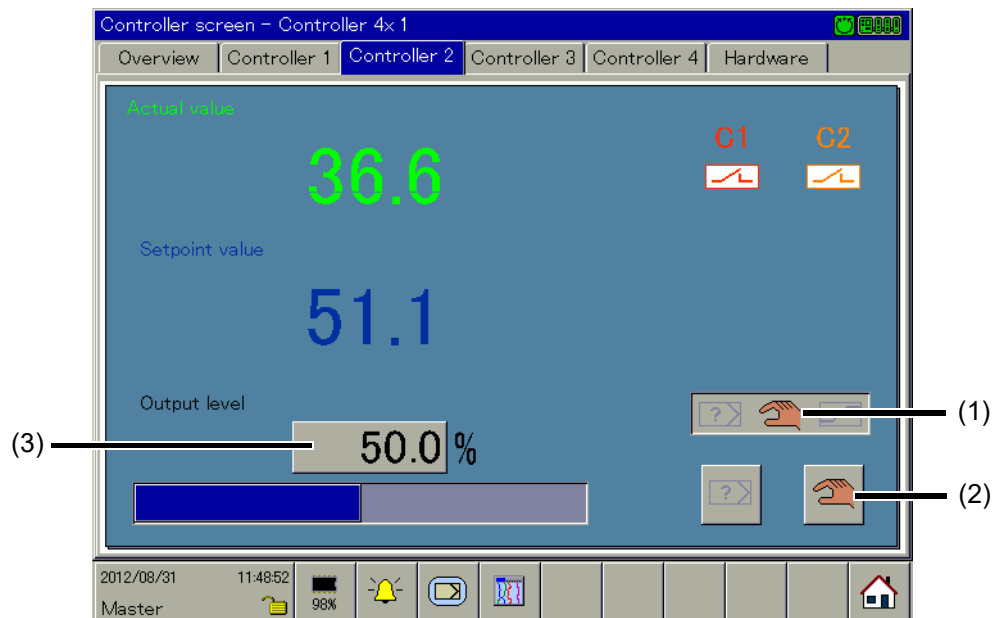 Controller screen - Controller 4x 1
Overview Controller 1 Controller 2 Controller 3 Controller 4 Hardware
Actual value
C1 C2
36.6
Setpoint value
51.1
Output level
? (1)
(3) 50.0 %
? (2)
2012/08/31 11:48:52
98%
Master